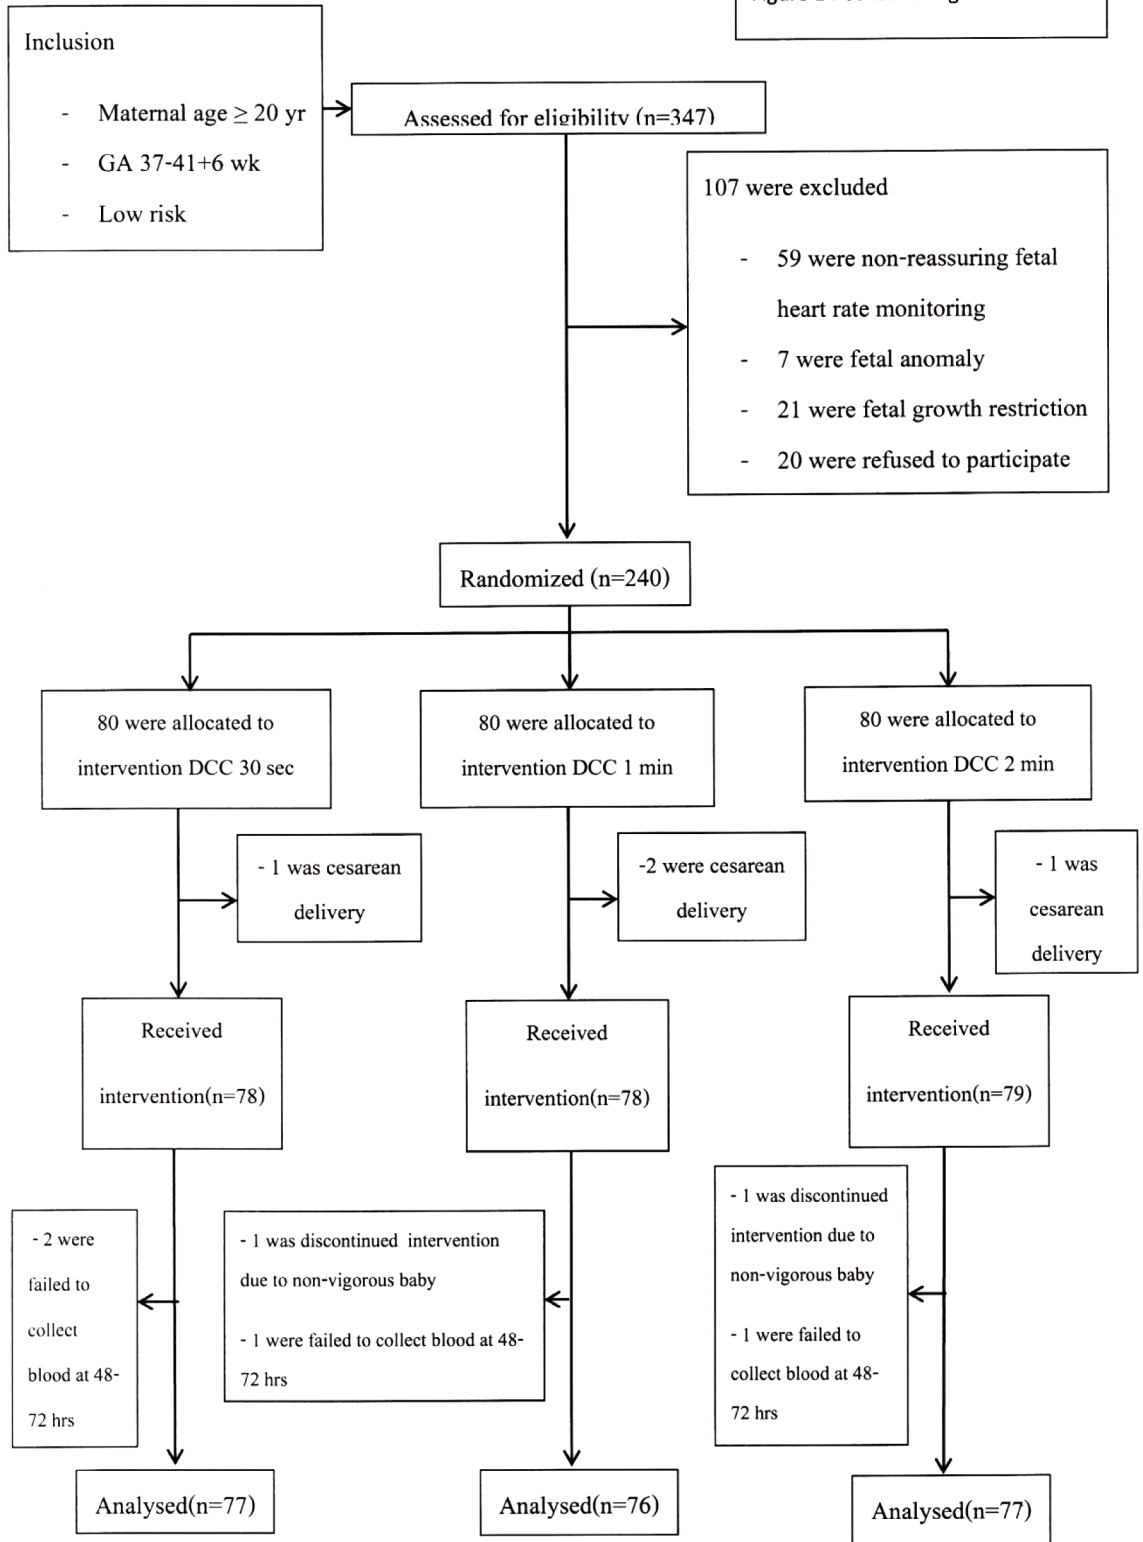 Inclusion
- Maternal age ≥ 20 yr
- GA 37-41+6 wk
- Low risk
Assessed for eligibility (n=347)
107 were excluded
- 59 were non-reassuring fetal
heart rate monitoring
- 7 were fetal anomaly
- 21 were fetal growth restriction
- 20 were refused to participate
Randomized (n=240)
80 were allocated to
intervention DCC 30 sec
80 were allocated to
intervention DCC 1 min
80 were allocated to
intervention DCC 2 min
- 1 was cesarean
delivery
-2 were cesarean
delivery
- 1 was
cesarean
delivery
Received
intervention(n=78)
Received
intervention(n=78)
Received
intervention(n=79)
- 2 were
failed to
collect
blood at 48-
72 hrs
- 1 was discontinued intervention
due to non-vigorous baby
- 1 were failed to collect blood at 48-
72 hrs
- 1 was discontinued
intervention due to
non-vigorous baby
- 1 were failed to
collect blood at 48-
72 hrs
Analysed(n=77)
Analysed(n=76)
Analysed(n=77)